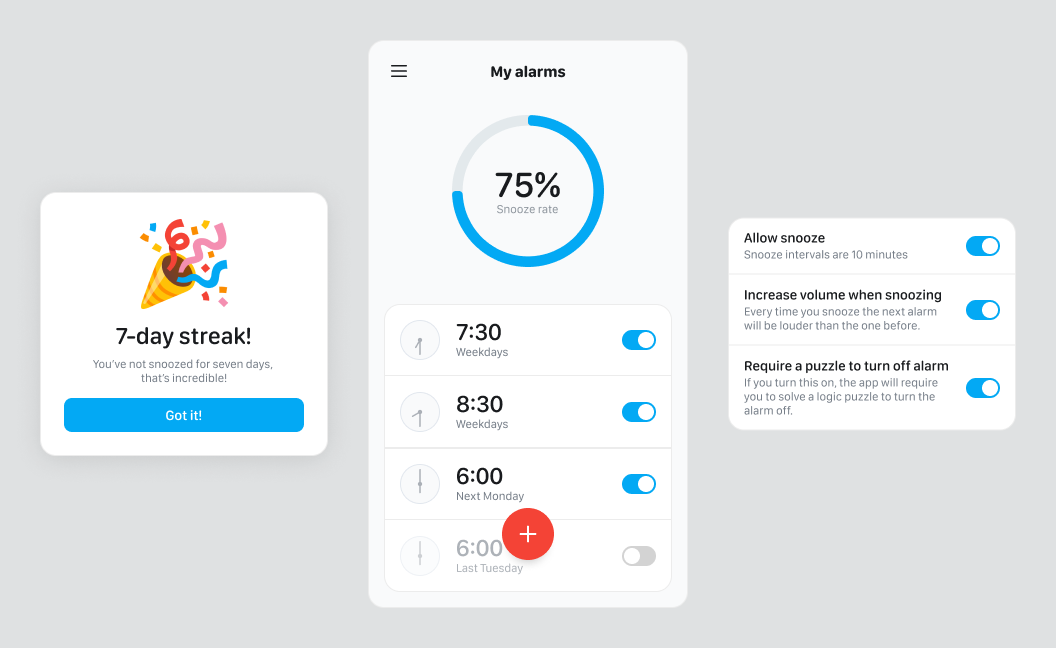 7-day streak!
You've not snoozed for seven days,
that's incredible!
Got it!
My alarms
75%
Snooze rate
7:30
Weekdays
8:30
Weekdays
6:00
Next Monday
6:00
Last Tuesday
Allow snooze
Snooze intervals are 10 minutes
Increase volume when snoozing
Every time you snooze the next alarm
will be louder than the one before.
Require a puzzle to turn off alarm
If you turn this on, the app will require
you to solve a logic puzzle to turn the
alarm off.